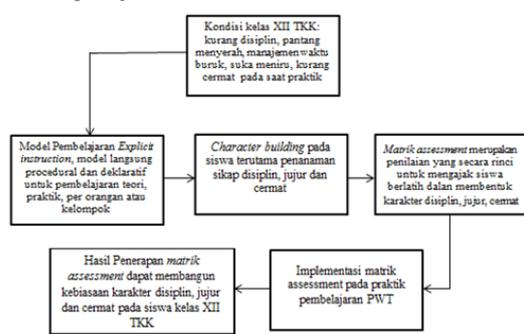 Kondisi kelas XII TKK:
kurang disiplin, pantang
menyerah, manajemen waktu
buruk, suka meniru, kurang
cermat pada saat praktik
Model Pembelajaran Explicit
instruction, model langsung
procedural dan deklaratif
untuk pembelajaran teori,
praktik, per orangan atau
kelompok
Character building pada
siswa terutama penanaman
sikap disiplin, jujur dan
cermat
Matrik assessment merupakan
penilaian yang secara rinci
untuk mengajak siswa
berlatih dalan membentuk
karakter disiplin, jujur, cermat
Implementasi matrik
assessment pada praktik
pembelajaran PWT
Hasil Penerapan matrik
assessment dapat membangun
kebiasaan karakter disiplin, jujur
dan cermat pada siswa kelas XII
TKK